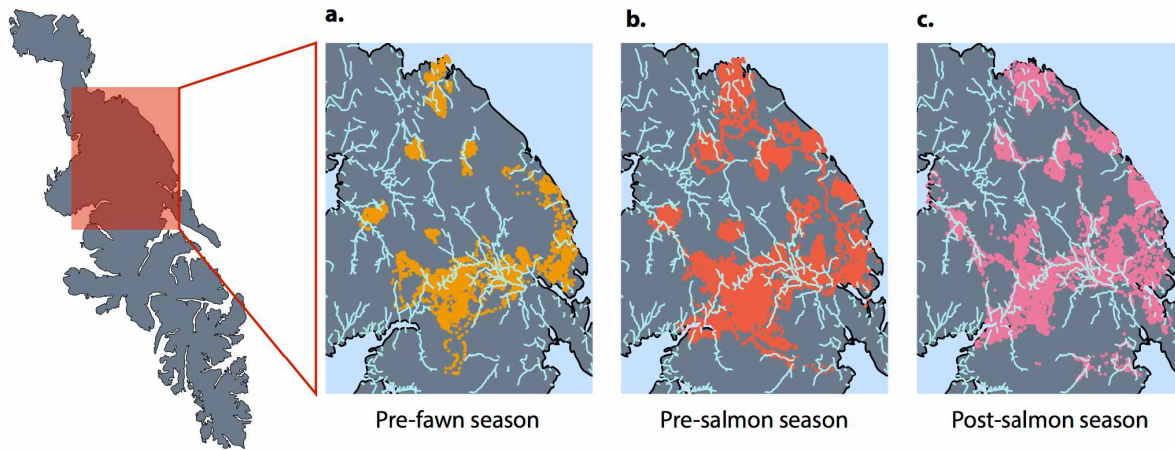 a.
b.
c.
Pre-fawn season
Pre-salmon season
Post-salmon season